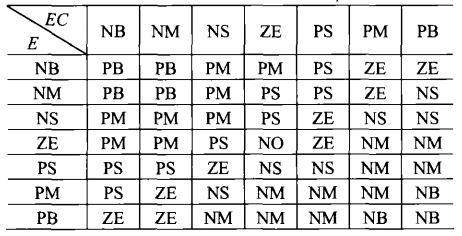 EC
E NB NM NS ZE PS PM PB
NB PB PB PM PM PS ZE ZE
NM PB PB PM PS PS ZE NS
NS PM PM PM PS ZE NS NS
ZE PM PM PS NO ZE NM NM
PS PS PS ZE NS NS NM NM
PM PS ZE NS NM NM NM NB
PB ZE ZE NM NM NM NB NB